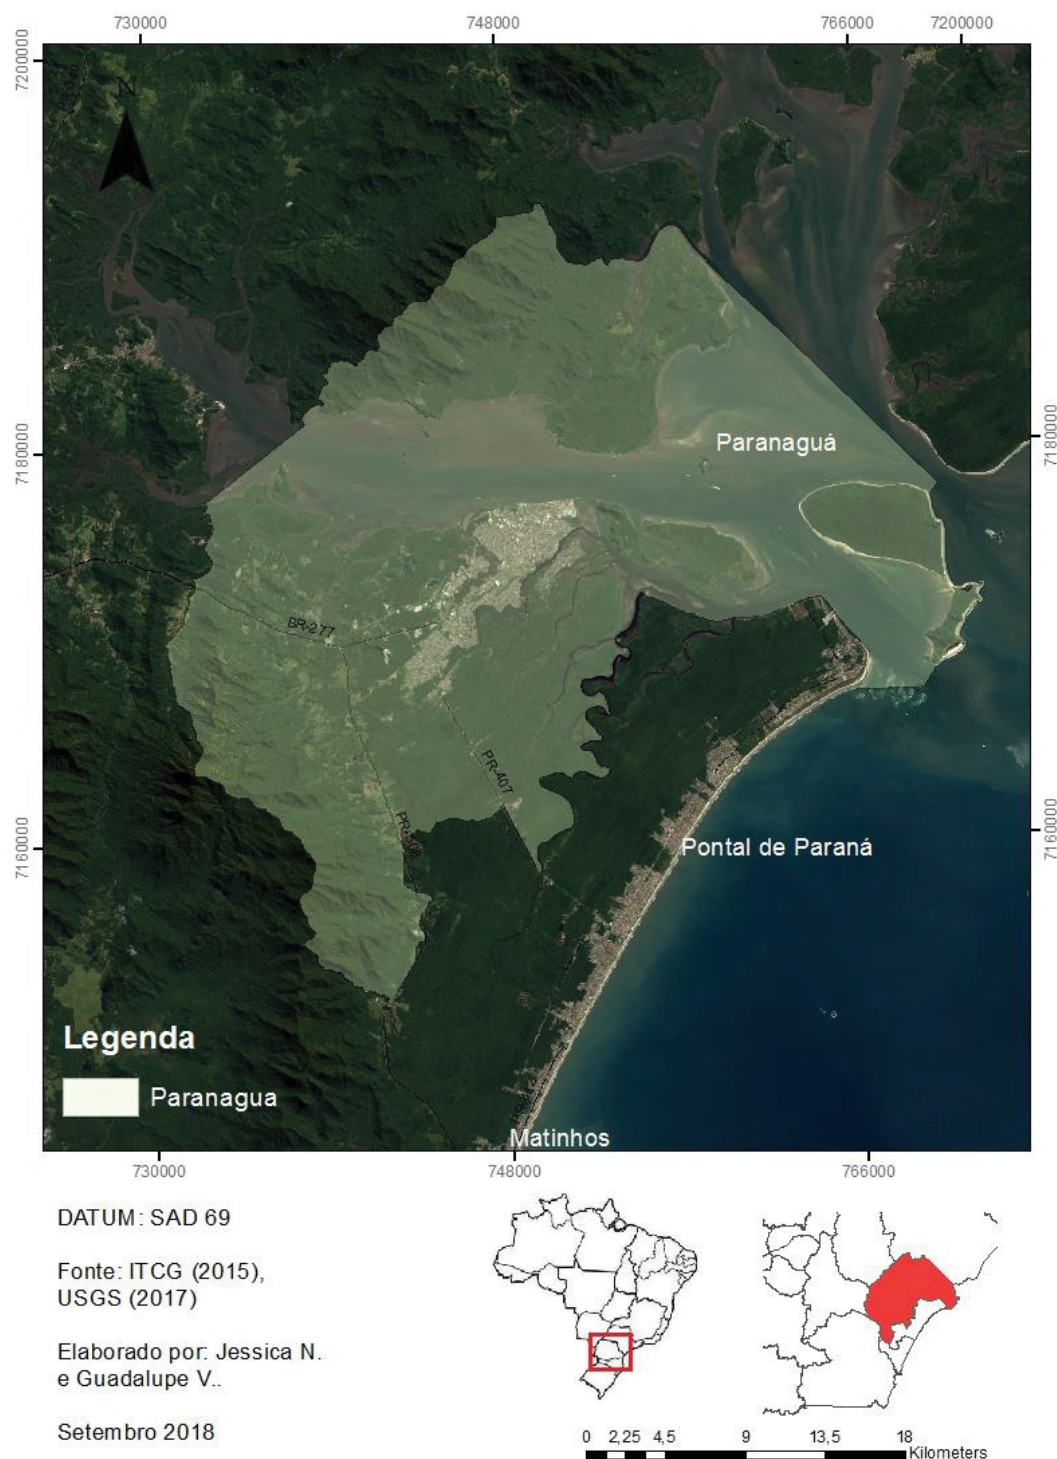 730000 748000 766000 7200000
7200000
N
7180000
7180000
Paranaguá
BR-277
PR-407
7160000
7160000
Pontal de Paraná
Legenda
Paranagua
Matinhos
730000 748000 766000
DATUM: SAD 69
Fonte: ITCG (2015),
USGS (2017)
Elaborado por: Jessica N.
e Guadalupe V..
Setembro 2018
0 2,25 4,5 9 13,5 18
Kilometers